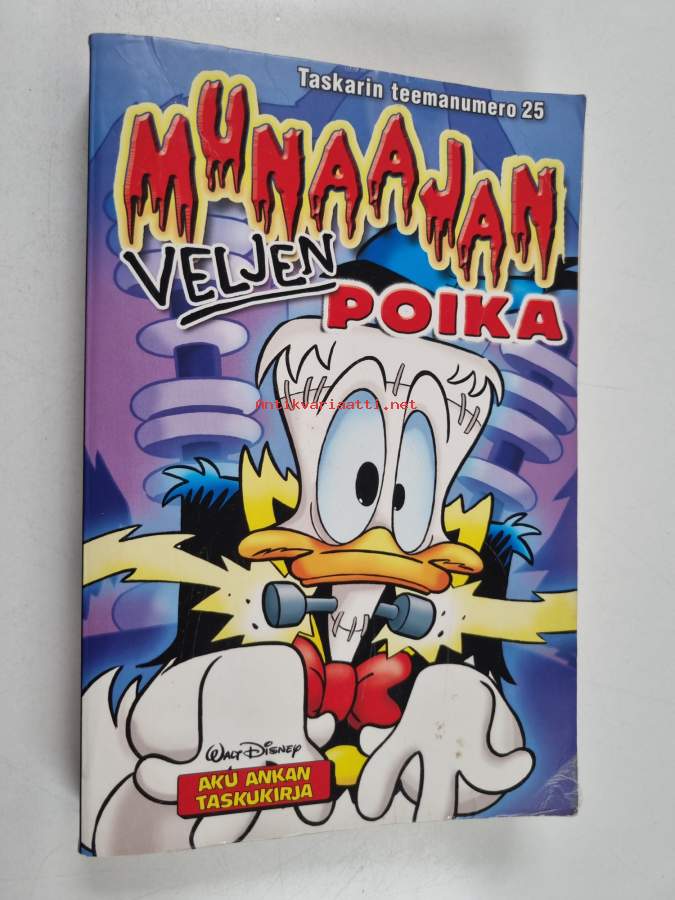 Taskarin teemanumero 25
MUNAAJAN
VELJEN
POIKA
Antikvariaatti.net
WALT DISNEY
AKU ANKAN
TASKUKIRJA